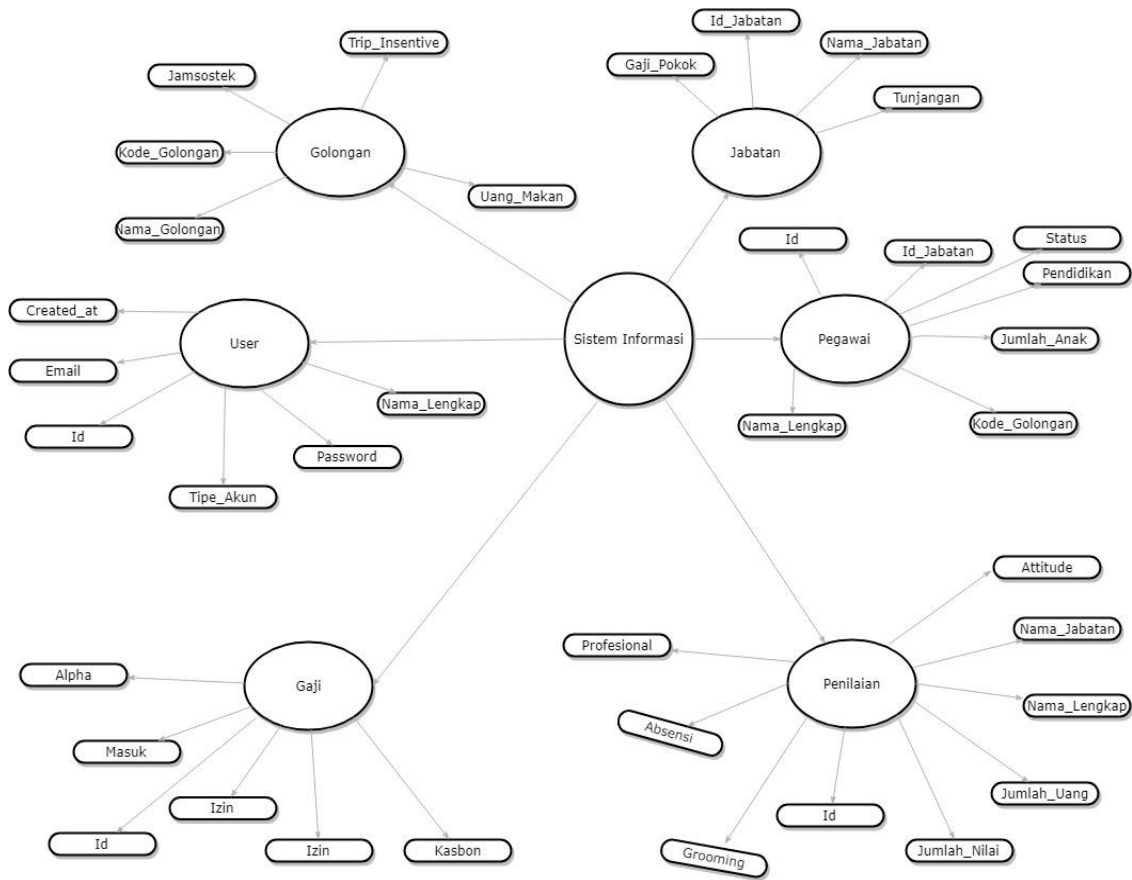 Id_Jabatan
Trip_Insentive
Nama_Jabatan
Gaji_Pokok
Jamsostek
Tunjangan
Golongan
Jabatan
Kode_Golongan
Uang_Makan
Nama_Golongan
Id
Status
Id_Jabatan
Pendidikan
Created_at
User
Sistem Informasi
Pegawai
Jumlah_Anak
Email
Nama_Lengkap
Nama_Lengkap
Kode_Golongan
Id
Password
Tipe_Akun
Attitude
Nama_Jabatan
Profesional
Alpha
Gaji
Penilaian
Nama_Lengkap
Absensi
Masuk
Jumlah_Uang
Izin
Id
Id
Izin
Kasbon
Grooming
Jumlah_Nilai